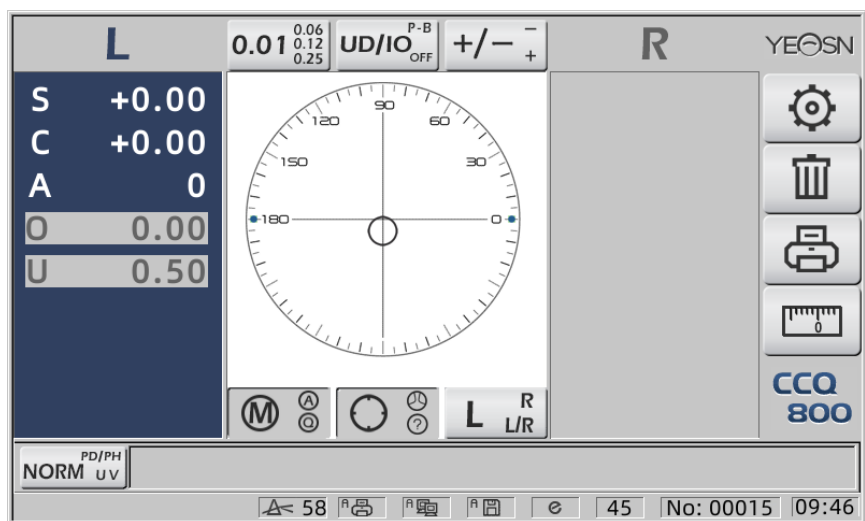 L
0.01 0.06 0.12 0.25
UD/IO P-B OFF
+/− − +
R
YEOSN
S +0.00
C +0.00
A 0
O 0.00
U 0.50
90
120 60
150 30
180 0
0
M A Q
?
L R L/R
CCQ
800
NORM PD/PH UV
58 A A A e 45 No: 00015 09:46